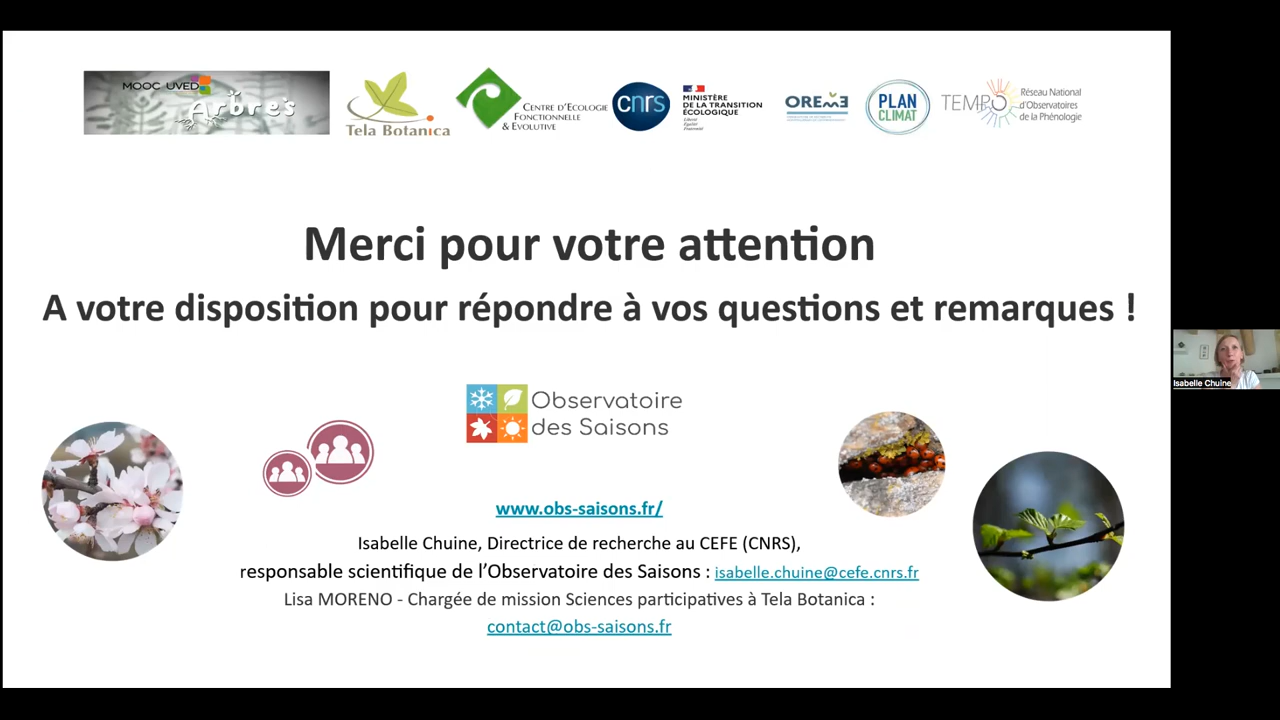 MOOC UVED
Arbres
Tela Botanica
CENTRE D'ECOLOGIE
FONCTIONNELLE
& EVOLUTIVE
cnrs
MINISTÈRE
DE LA TRANSITION
ÉCOLOGIQUE
Liberté
Égalité
Fraternité
OREME
PLAN
CLIMAT
TEMPO
Réseau National
d'Observatoires
de la Phénologie
Merci pour votre attention
A votre disposition pour répondre à vos questions et remarques !
Isabelle Chuine
Observatoire
des Saisons
www.obs-saisons.fr/
Isabelle Chuine, Directrice de recherche au CEFE (CNRS),
responsable scientifique de l'Observatoire des Saisons : isabelle.chuine@cefe.cnrs.fr
Lisa MORENO - Chargée de mission Sciences participatives à Tela Botanica :
contact@obs-saisons.fr